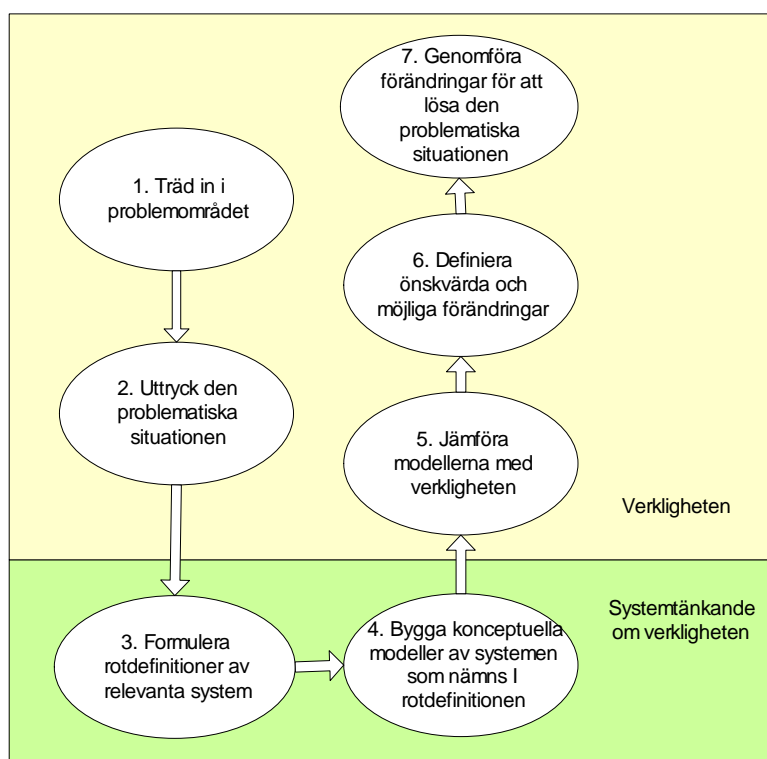 1. Träd in i
problemområdet
2. Uttryck den
problematiska
situationen
3. Formulera
rotdefinitioner av
relevanta system
4. Bygga konceptuella
modeller av systemen
som nämns I
rotdefinitionen
5. Jämföra
modellerna med
verkligheten
6. Definiera
önskvärda och
möjliga förändringar
7. Genomföra
förändringar för att
lösa den
problematiska
situationen
Verkligheten
Systemtänkande
om verkligheten